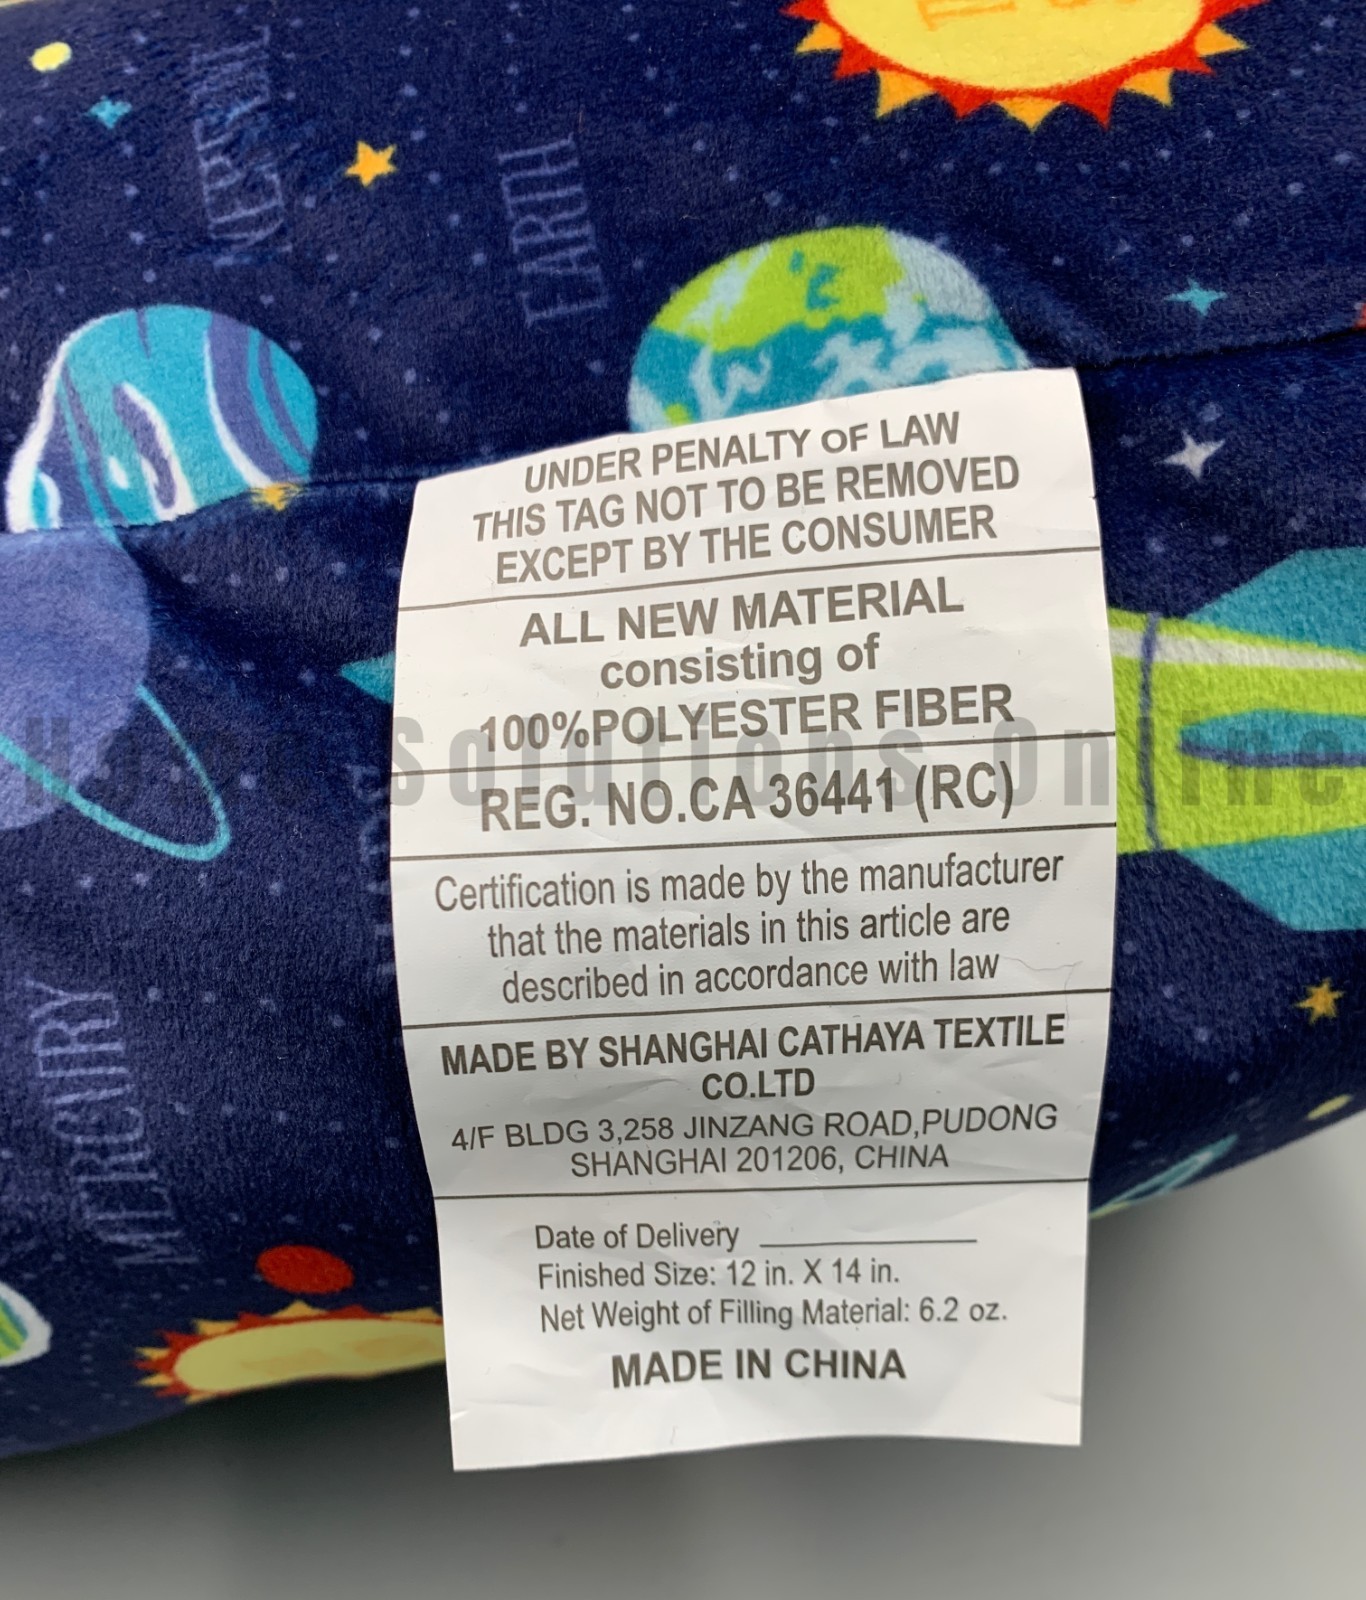 NEPTUNE
EARTH
UNDER PENALTY OF LAW
THIS TAG NOT TO BE REMOVED
EXCEPT BY THE CONSUMER
ALL NEW MATERIAL
consisting of
100%POLYESTER FIBER
Home Solutions Online
REG. NO.CA 36441 (RC)
Certification is made by the manufacturer
that the materials in this article are
described in accordance with law
MERCURY
MADE BY SHANGHAI CATHAYA TEXTILE
CO.LTD
4/F BLDG 3,258 JINZANG ROAD,PUDONG
SHANGHAI 201206, CHINA
Date of Delivery
Finished Size: 12 in. X 14 in.
Net Weight of Filling Material: 6.2 oz.
MADE IN CHINA